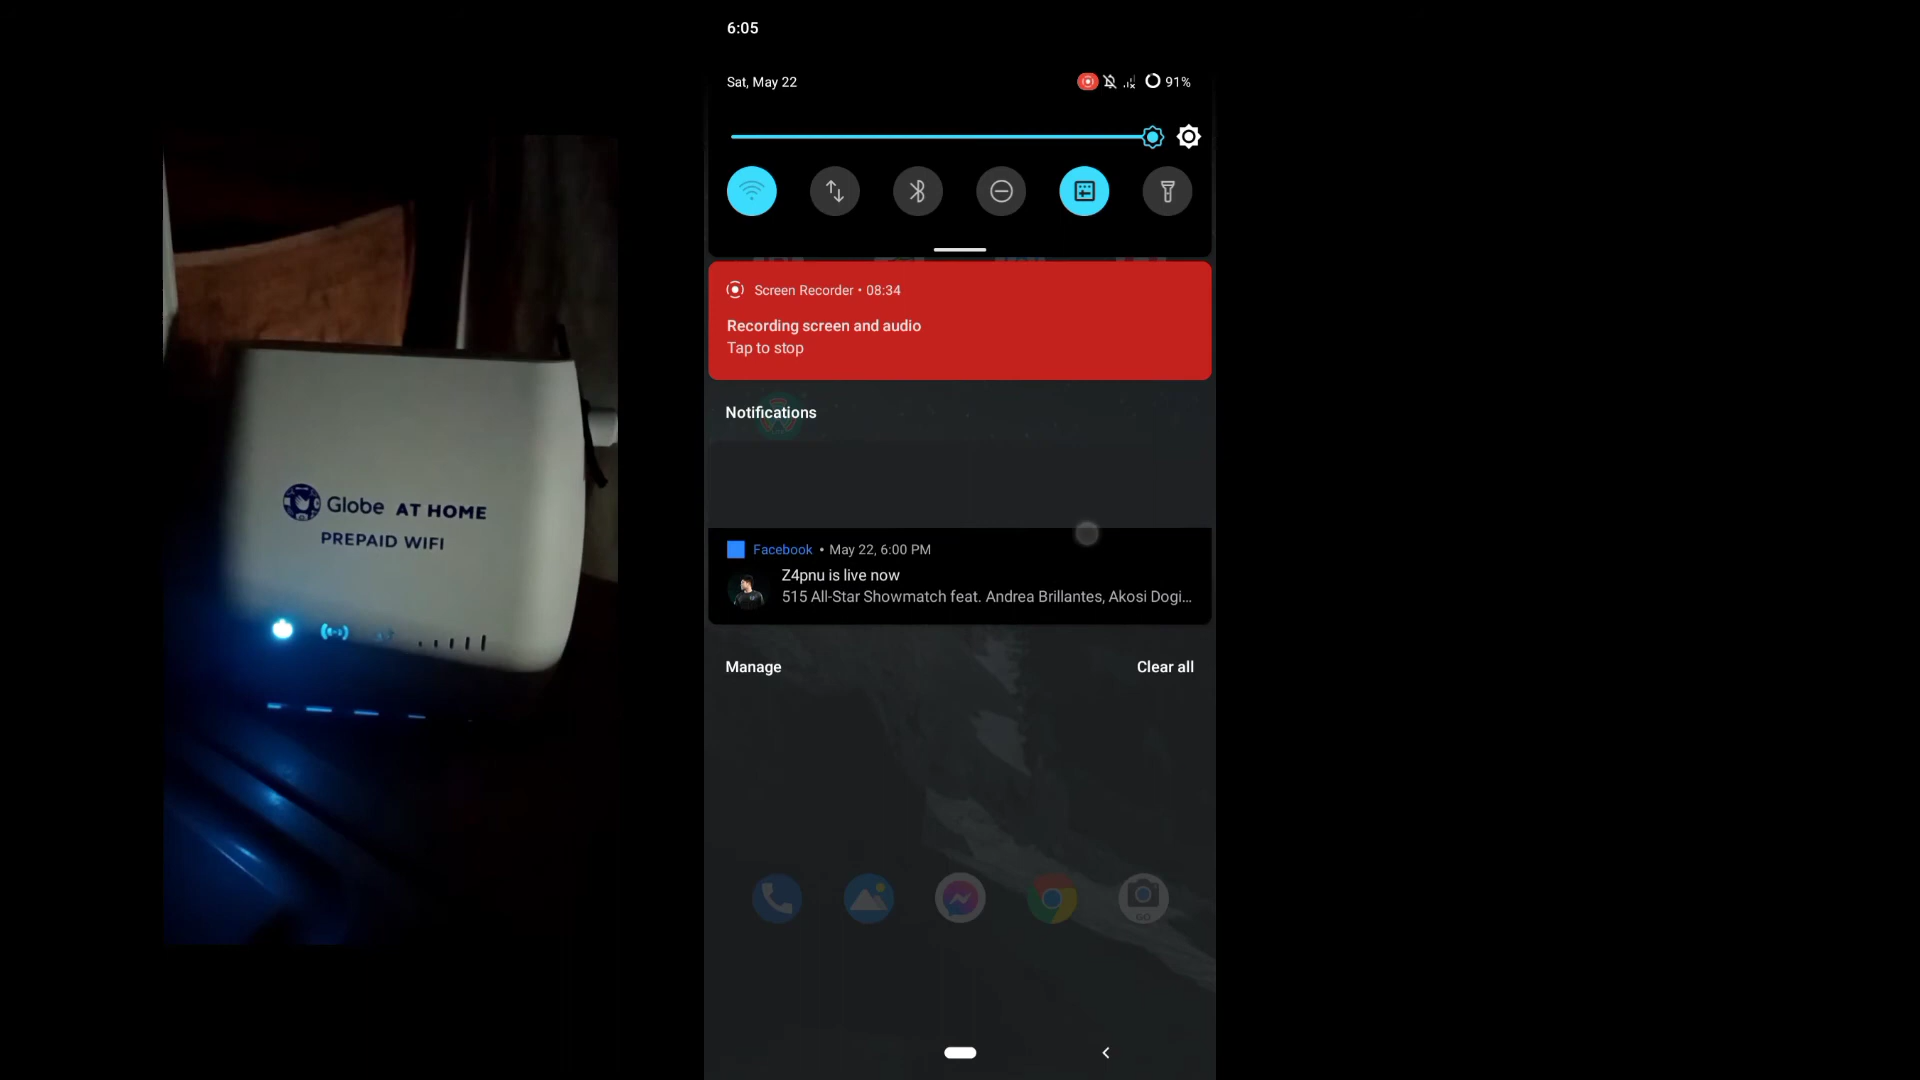 Globe AT HOME
PREPAID WIFI
6:05
Sat, May 22
91%
Screen Recorder • 08:34
Recording screen and audio
Tap to stop
Notifications
Facebook • May 22, 6:00 PM
Z4pnu is live now
515 All-Star Showmatch feat. Andrea Brillantes, Akosi Dogi...
Manage
Clear all
GO